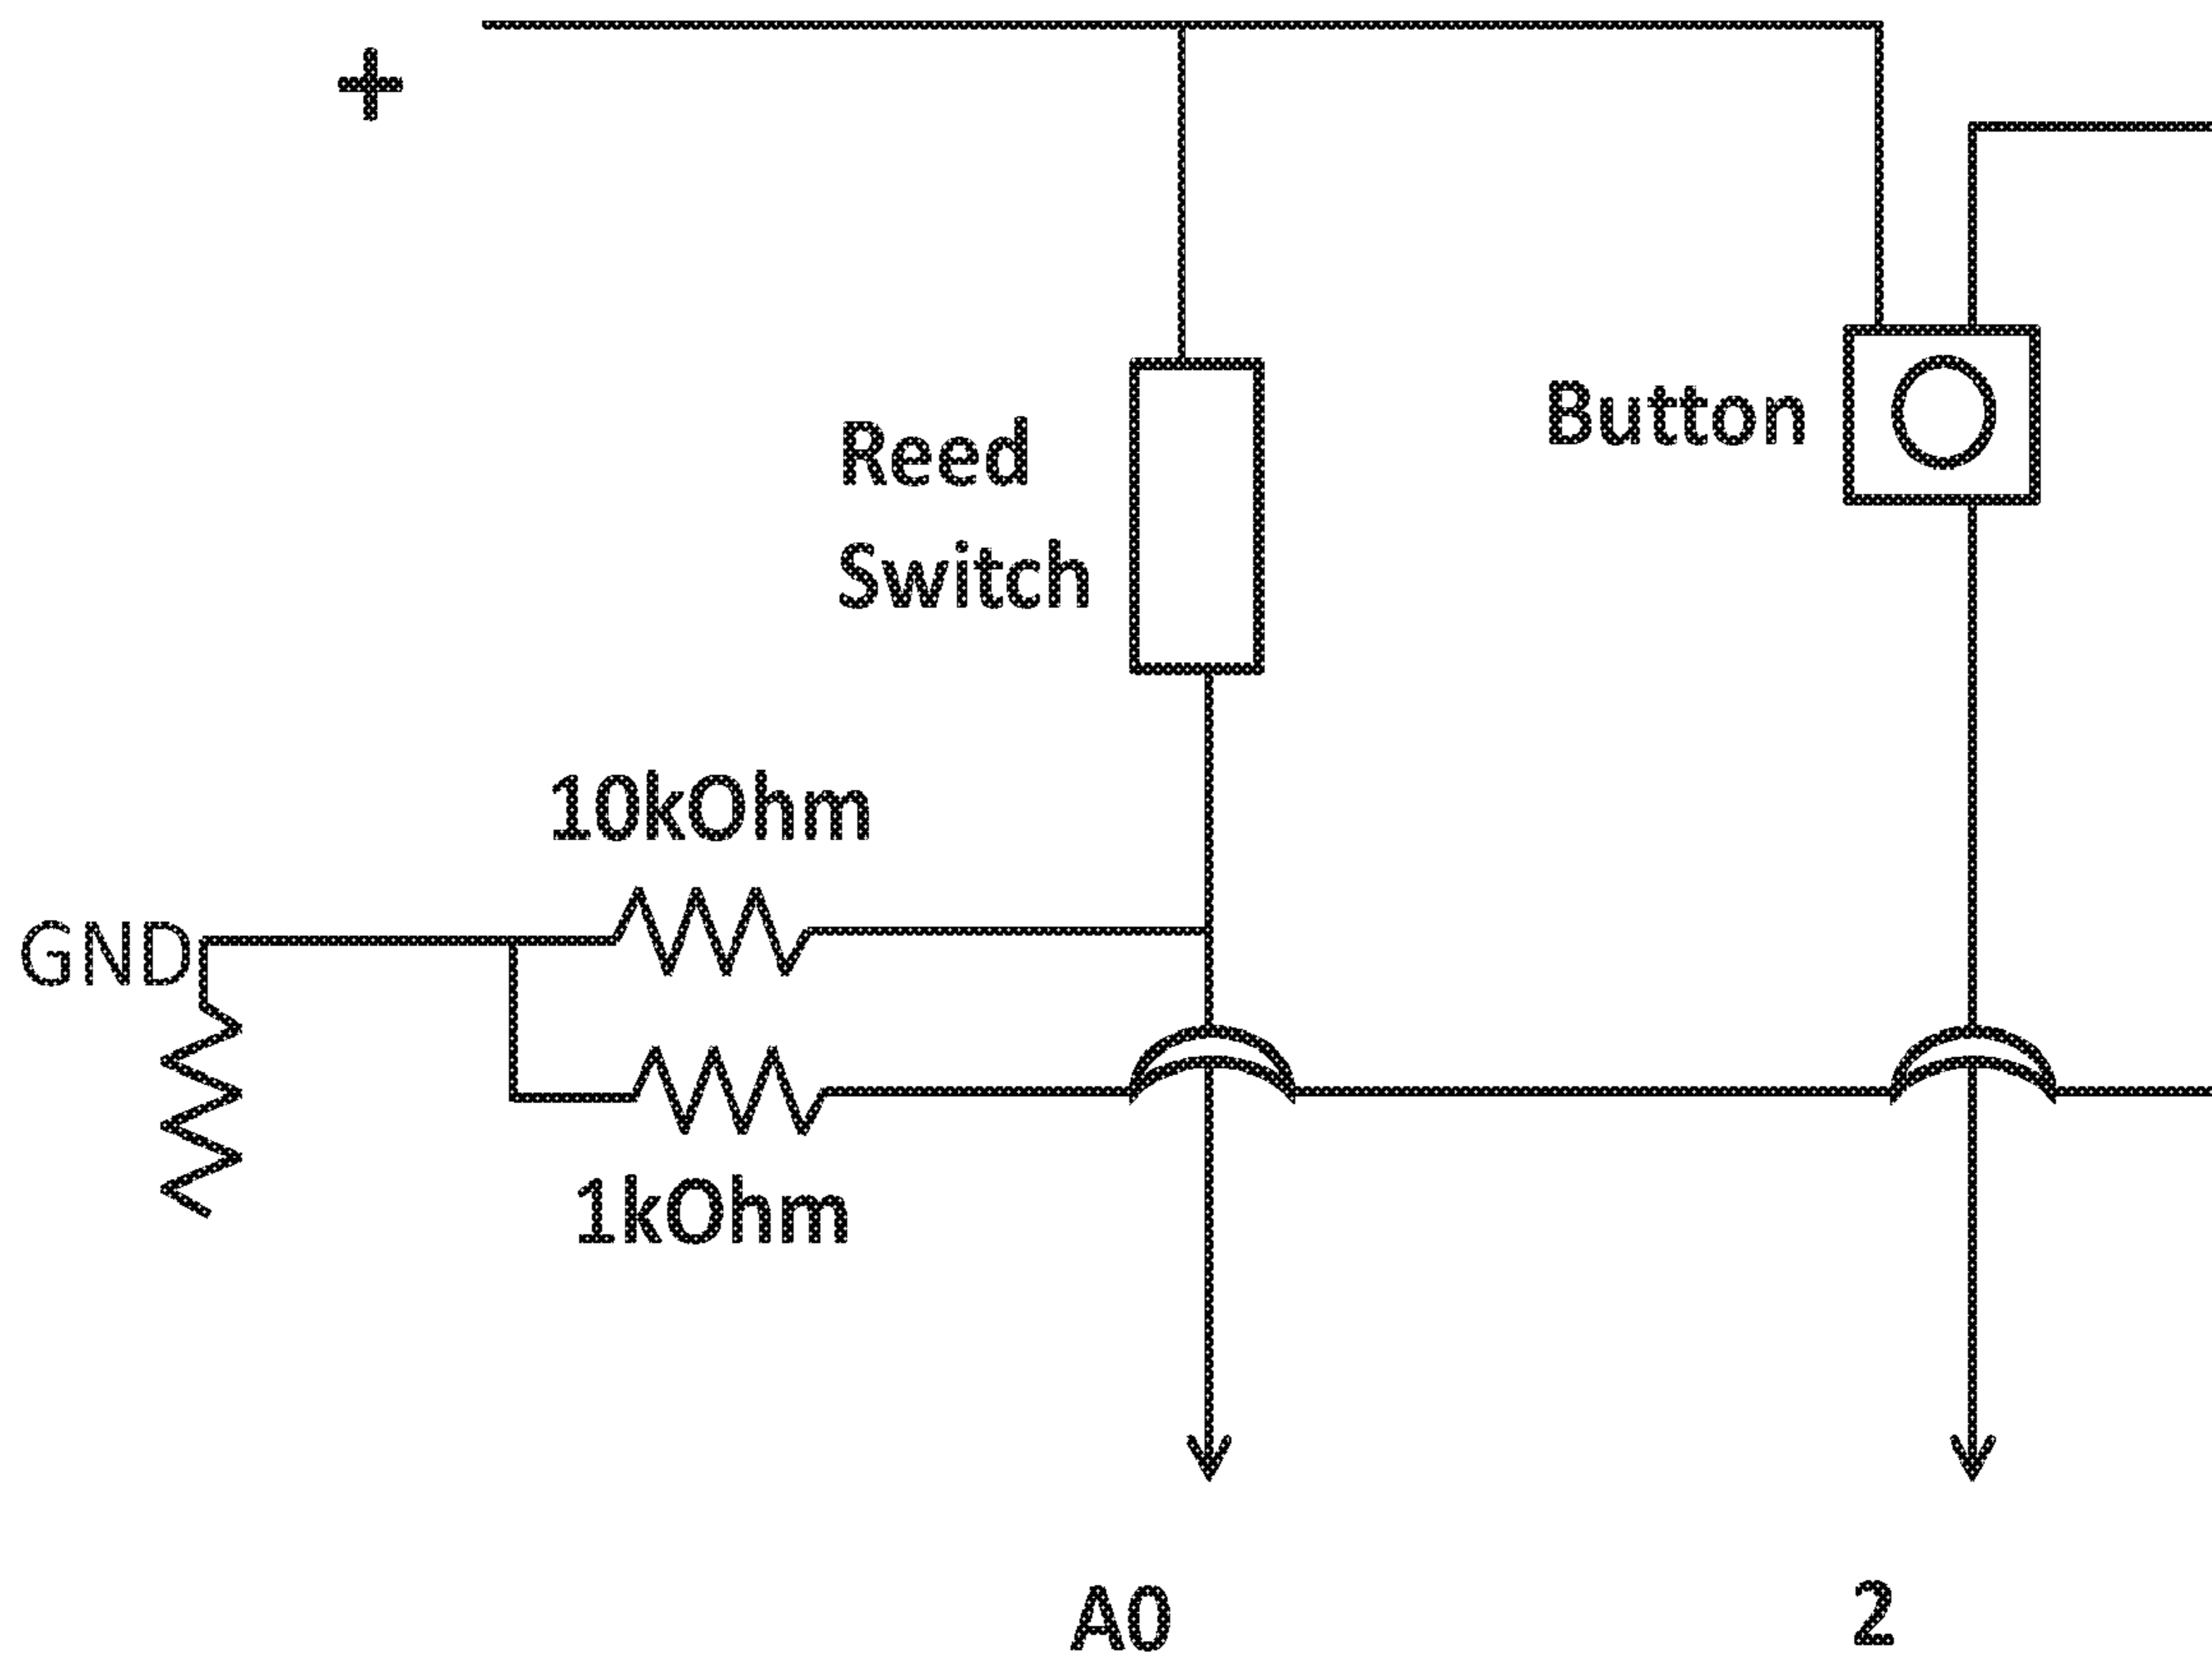 +
Reed
Switch
Button
10kOhm
GND
1kOhm
A0
2